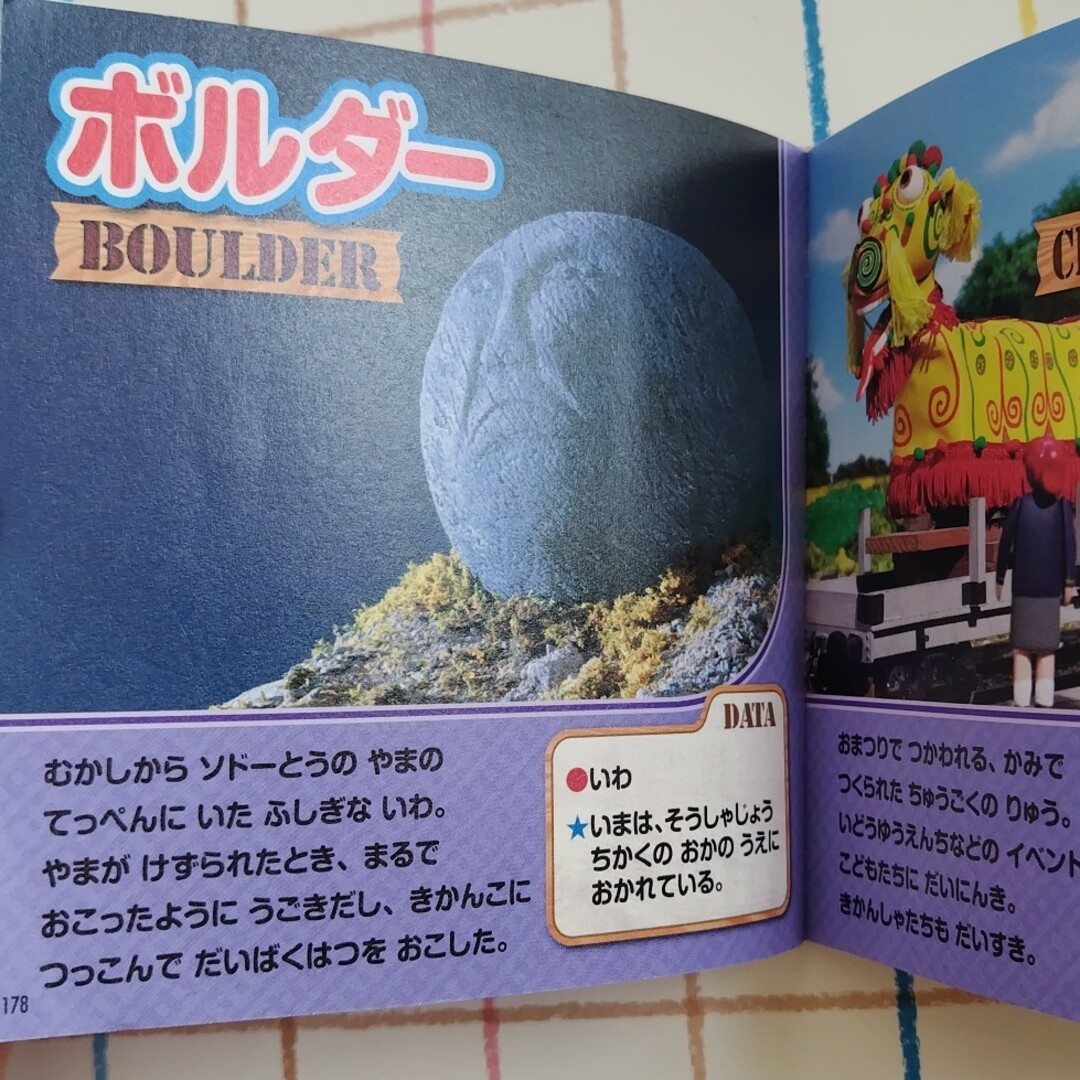 ボルダー
BOULDER
むかしから ソドーとうの やまの
てっぺんに いた ふしぎな いわ。
やまが けずられたとき、まるで
おこったように うごきだし、きかんこに
つっこんで だいばくはつを おこした。
DATA
●いわ
★いまは、そうしゃじょう
ちかくの おかの うえに
おかれている。
178
おまつりで つかわれる、かみで
つくられた ちゅうごくの りゅう。
いどうゆうえんちなどの イベント
こどもたちに だいにんき。
きかんしゃたちも だいすき。